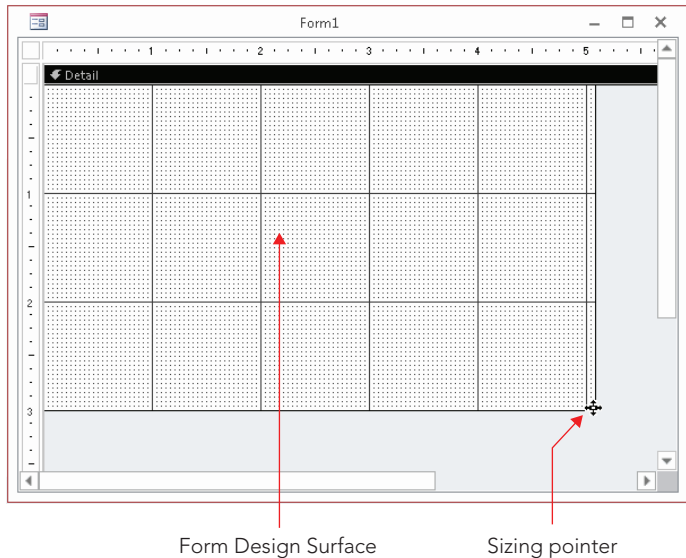 Form1
1 2 3 4 5
Detail
1
2
3
Form Design Surface Sizing pointer